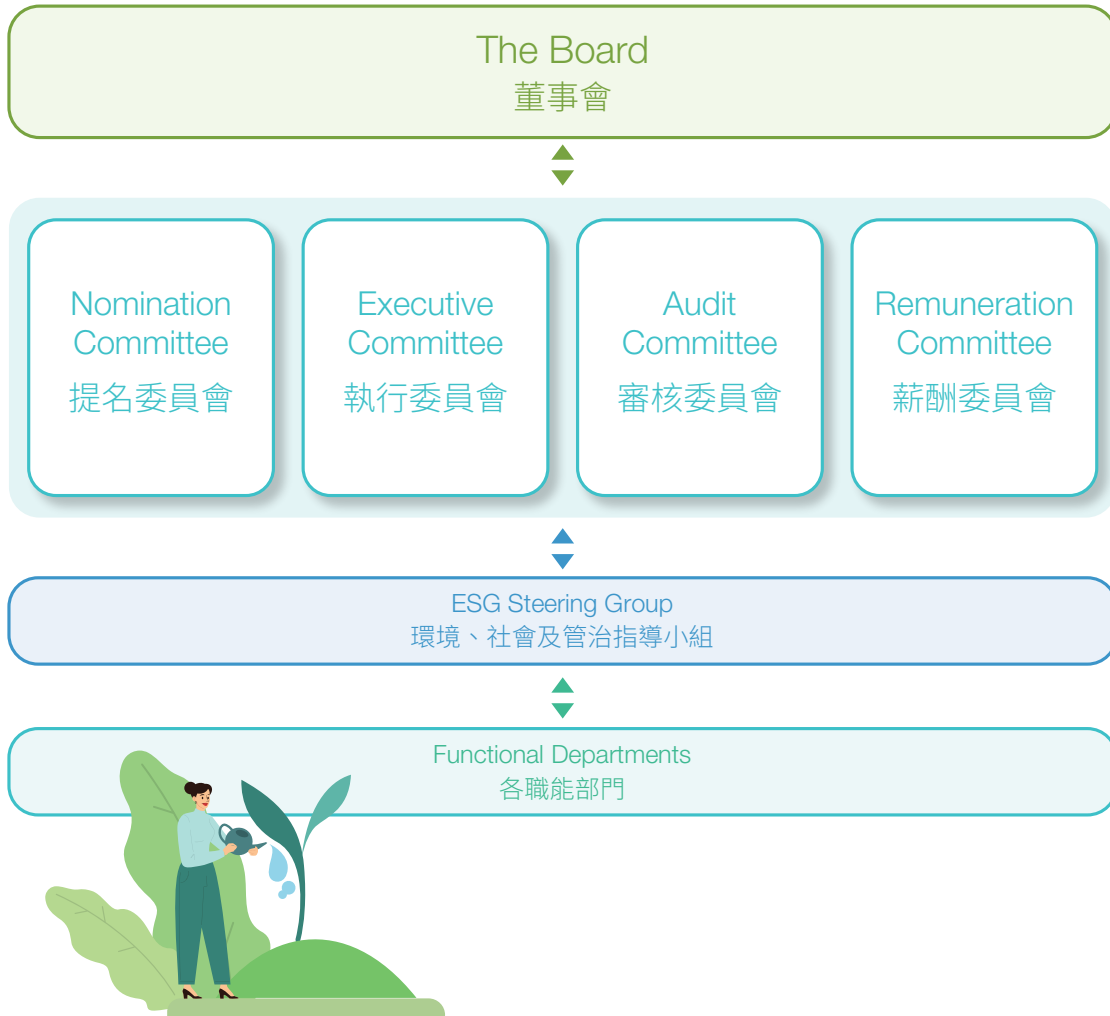 The Board
董事會
Nomination
Committee
提名委員會
Executive
Committee
執行委員會
Audit
Committee
審核委員會
Remuneration
Committee
薪酬委員會
ESG Steering Group
環境、社會及管治指導小組
Functional Departments
各職能部門